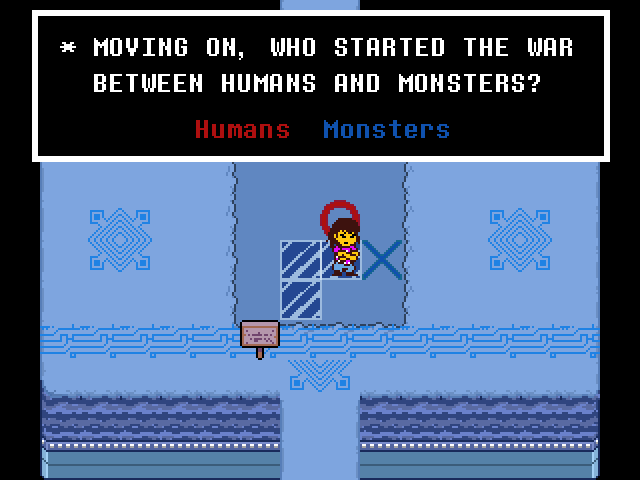 * MOVING ON, WHO STARTED THE WAR
BETWEEN HUMANS AND MONSTERS?
Humans Monsters